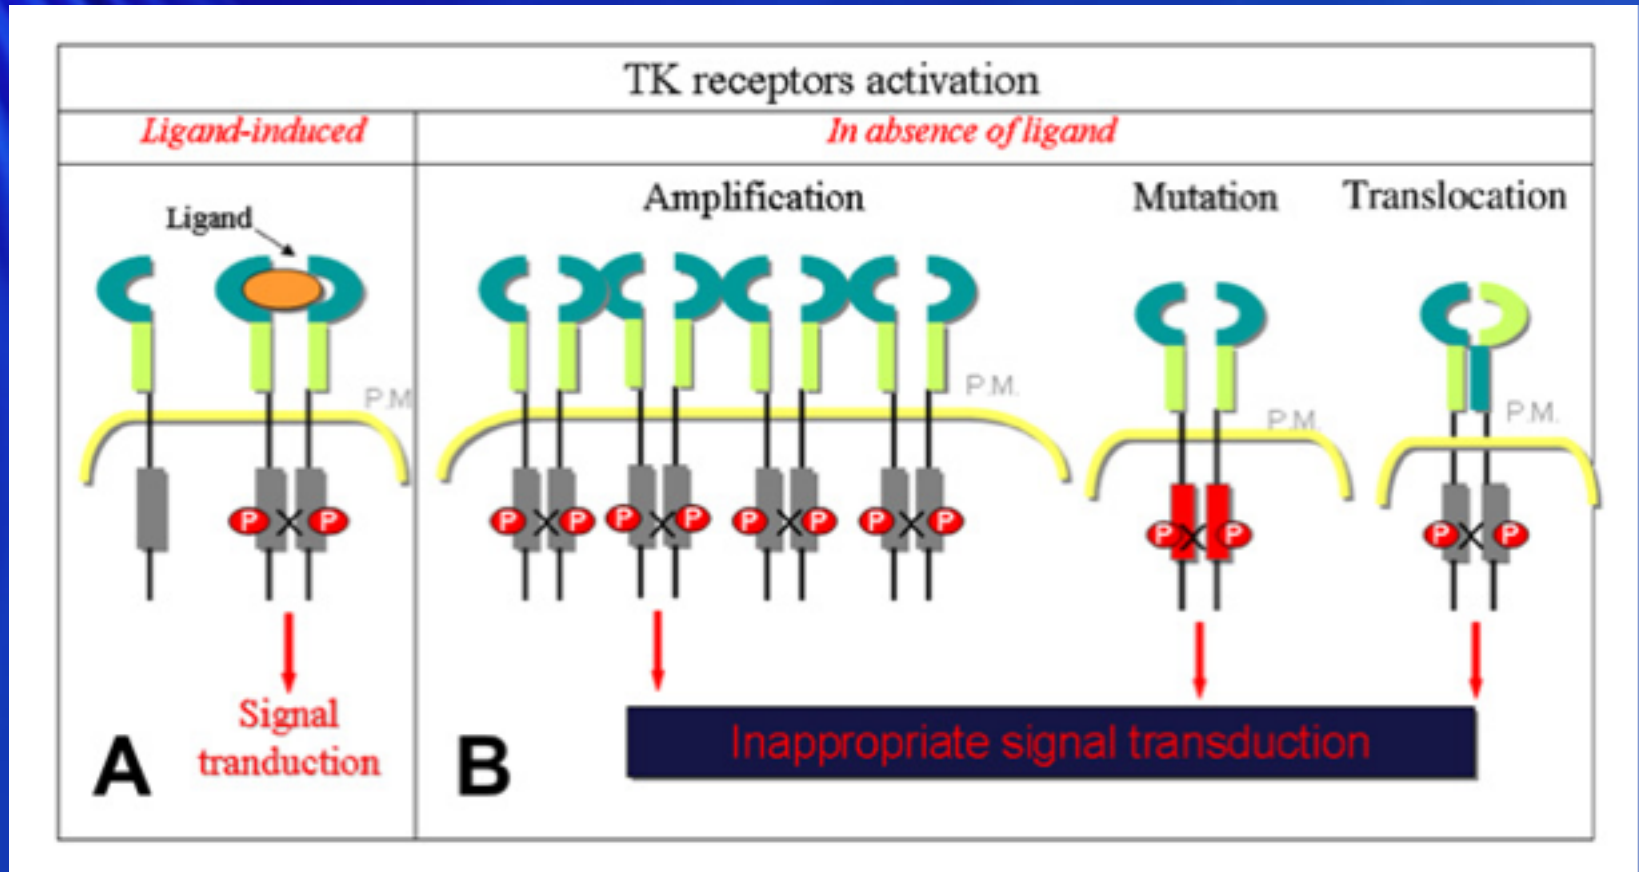 TK receptors activation
Ligand-induced
In absence of ligand
Amplification
Mutation
Translocation
Ligand
P.M
P.M.
P.M.
P.M.
P
P
P
P
P
P
P
P
P
P
P
P
P
P
Signal
tranduction
Inappropriate signal transduction
A
B